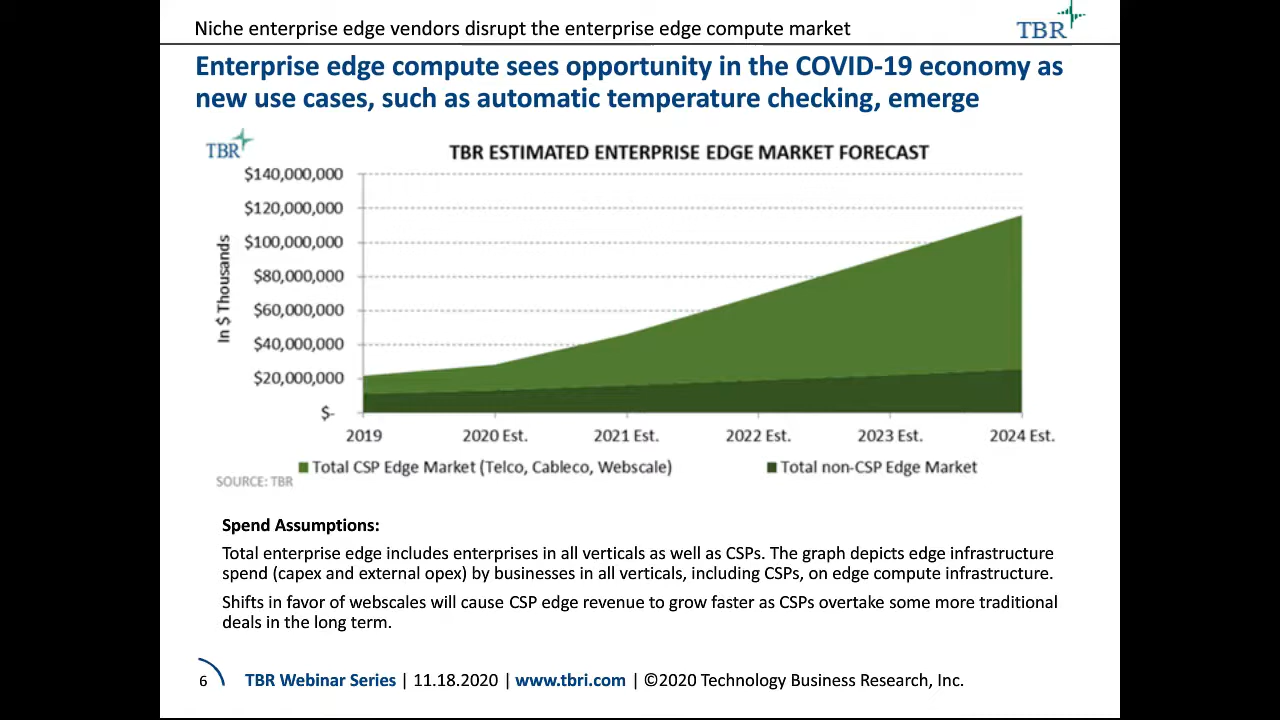 Niche enterprise edge vendors disrupt the enterprise edge compute market
TBR
Enterprise edge compute sees opportunity in the COVID-19 economy as
new use cases, such as automatic temperature checking, emerge
TBR
TBR ESTIMATED ENTERPRISE EDGE MARKET FORECAST
In $ Thousands
$140,000,000
$120,000,000
$100,000,000
$80,000,000
$60,000,000
$40,000,000
$20,000,000
$-
2019 2020 Est. 2021 Est. 2022 Est. 2023 Est. 2024 Est.
Total CSP Edge Market (Telco, Cableco, Webscale) Total non-CSP Edge Market
SOURCE: TBR
Spend Assumptions:
Total enterprise edge includes enterprises in all verticals as well as CSPs. The graph depicts edge infrastructure
spend (capex and external opex) by businesses in all verticals, including CSPs, on edge compute infrastructure.
Shifts in favor of webscales will cause CSP edge revenue to grow faster as CSPs overtake some more traditional
deals in the long term.
6 TBR Webinar Series | 11.18.2020 | www.tbri.com | ©2020 Technology Business Research, Inc.